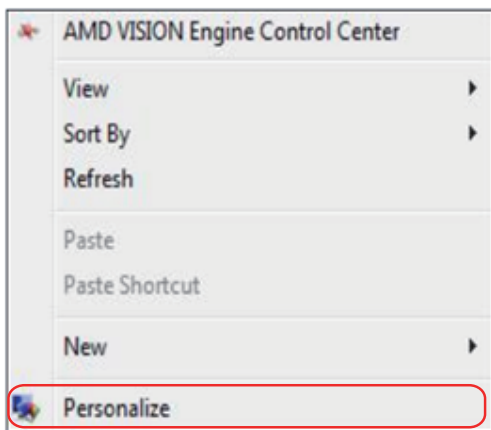 AMD VISION Engine Control Center
View
Sort By
Refresh
Paste
Paste Shortcut
New
Personalize